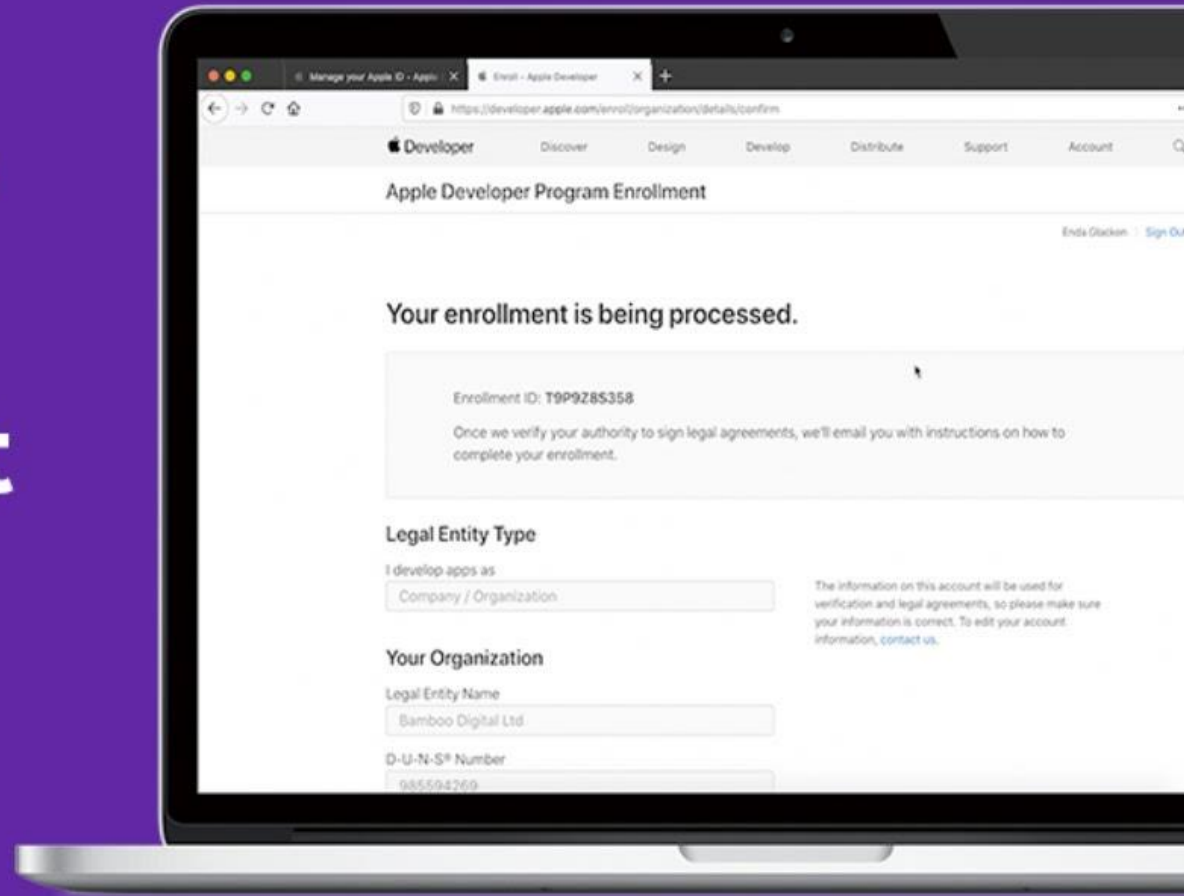 Manage your Apple ID - Apple
Enroll - Apple Developer
https://developer.apple.com/enroll/organization/details/confirm
Developer Discover Design Develop Distribute Support Account
Apple Developer Program Enrollment
Enda Glacken Sign Out
Your enrollment is being processed.
Enrollment ID: T9P9Z8S358
Once we verify your authority to sign legal agreements, we'll email you with instructions on how to
complete your enrollment.
Legal Entity Type
I develop apps as
Company / Organization
The information on this account will be used for
verification and legal agreements, so please make sure
your information is correct. To edit your account
information, contact us.
Your Organization
Legal Entity Name
Bamboo Digital Ltd
D-U-N-S® Number
985594269
t